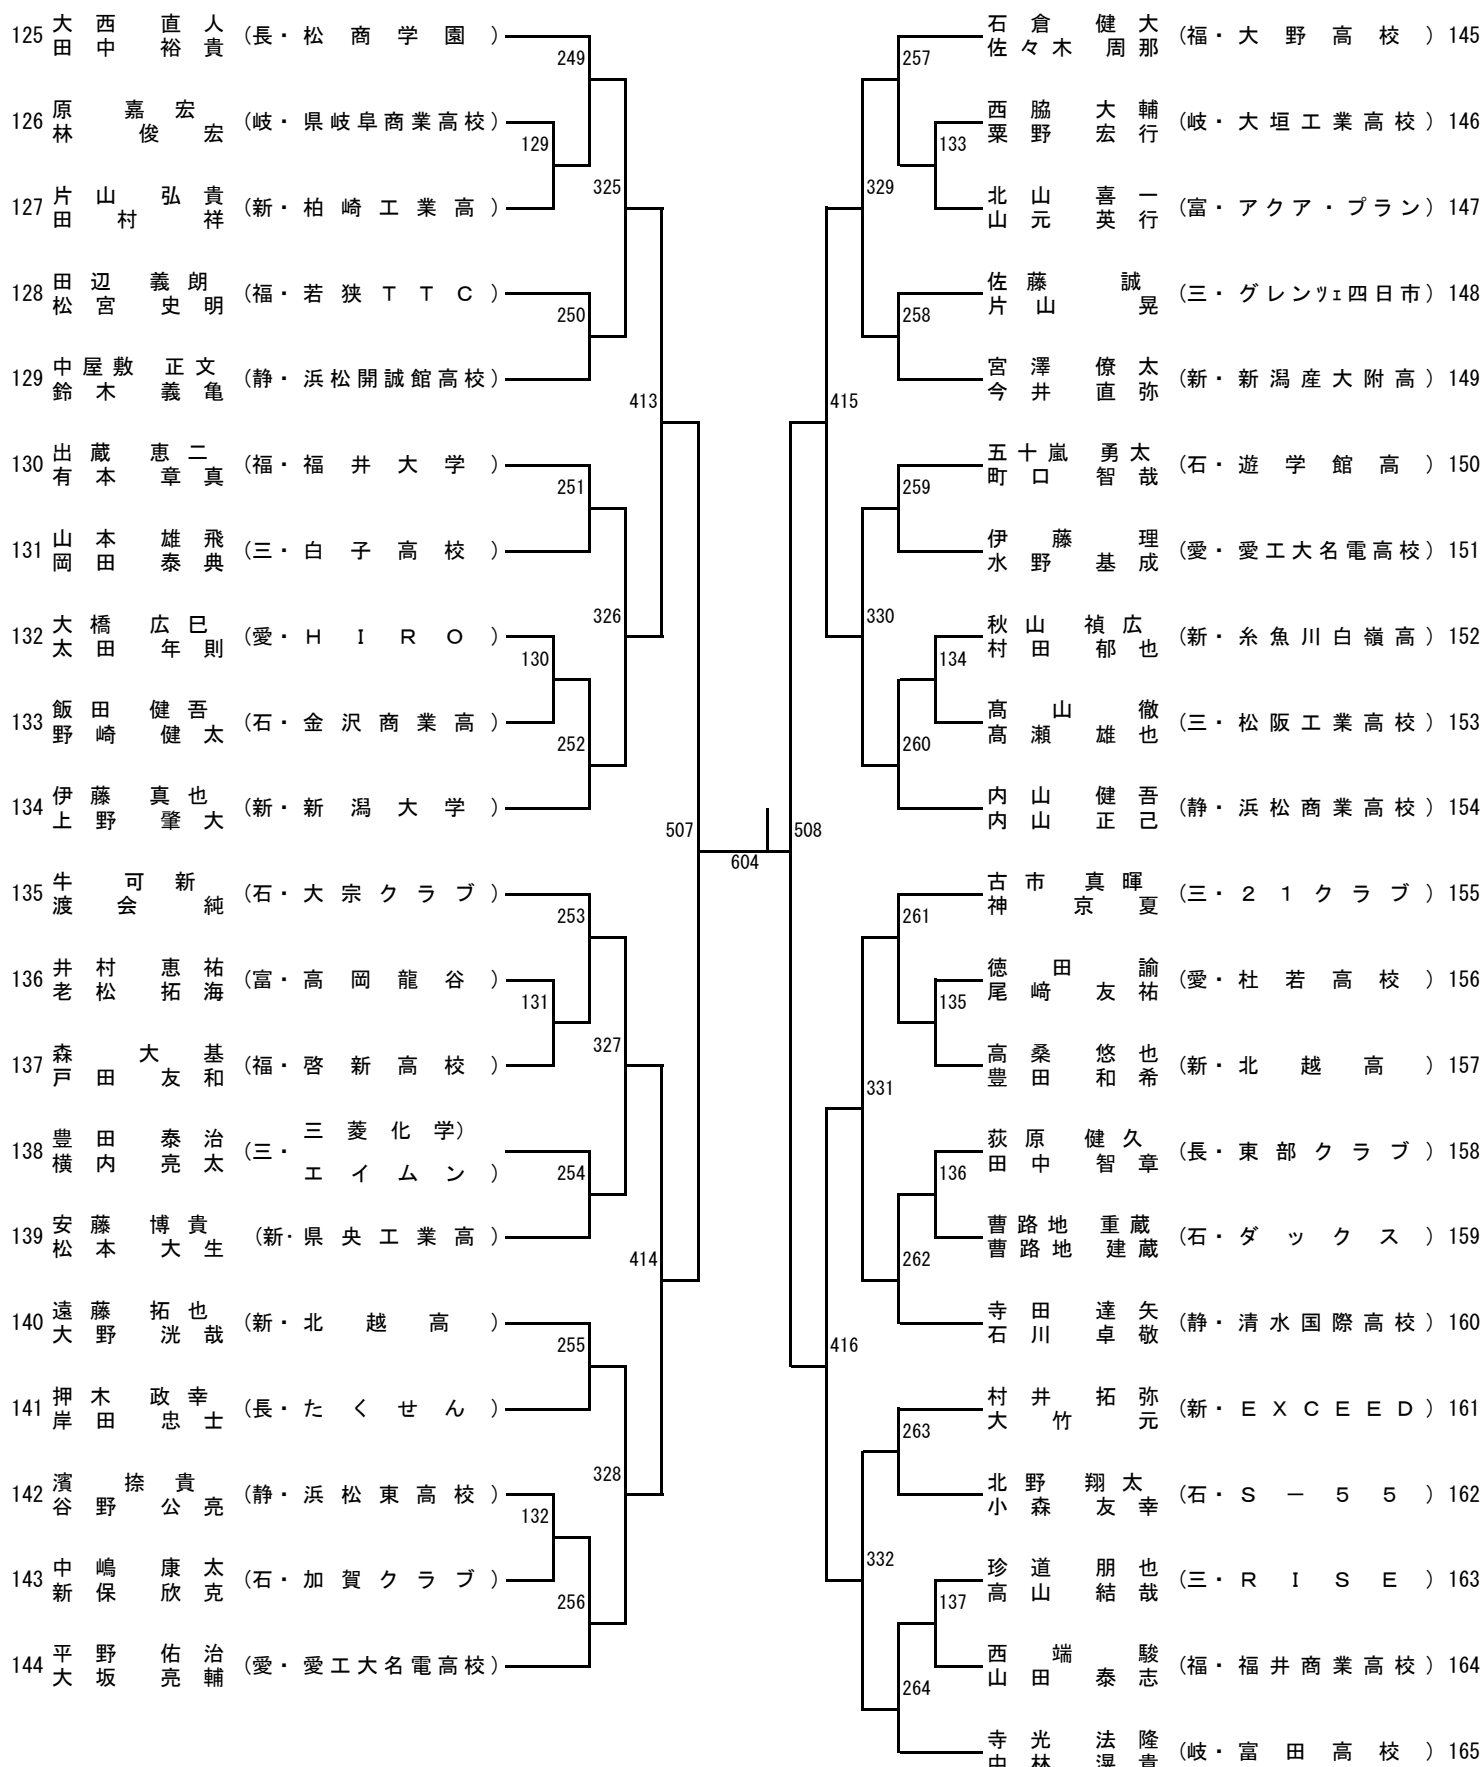 125 大西 直人 (長・松商学園)
田中 裕貴
249
126 原 嘉宏 (岐・県岐阜商業高校)
林 俊宏
129
127 片山 弘貴 (新・柏崎工業高)
田村 祥
325
128 田辺 義朗 (福・若狭TTC)
松宮 史明
250
129 中屋敷 正文 (静・浜松開誠館高校)
鈴木 義亀
413
130 出蔵 恵二 (福・福井大学)
有本 章真
251
131 山本 雄飛 (三・白子高校)
岡田 泰典
326
132 大橋 広巳 (愛・HIRO)
太田 年則
130
133 飯田 健吾 (石・金沢商業高)
野崎 健太
252
134 伊藤 真也 (新・新潟大学)
上野 肇大
507
604
135 牛 可新 (石・大宗クラブ)
渡会 純
253
136 井村 恵祐 (富・高岡龍谷)
老松 拓海
131
137 森 大基 (福・啓新高校)
戸田 友和
327
138 豊田 泰治 (三・三菱化学)
横内 亮太 エイムン)
254
139 安藤 博貴 (新・県央工業高)
松本 大生
414
140 遠藤 拓也 (新・北越高)
大野 洸哉
255
141 押木 政幸 (長・たくせん)
岸田 忠士
328
142 濱 捺貴 (静・浜松東高校)
谷野 公亮
132
143 中嶋 康太 (石・加賀クラブ)
新保 欣克
256
144 平野 佑治 (愛・愛工大名電高校)
大坂 亮輔
石倉 健大 (福・大野高校) 145
佐々木 周那
257
西脇 大輔 (岐・大垣工業高校) 146
粟野 宏行
133
329
北山 喜一 (富・アクア・プラン) 147
山元 英行
佐藤 誠 (三・グレンツェ四日市) 148
片山 晃
258
宮澤 僚太 (新・新潟産大附高) 149
今井 直弥
415
五十嵐 勇太 (石・遊学館高) 150
町口 智哉
259
伊藤 理 (愛・愛工大名電高校) 151
水野 基成
330
秋山 禎広 (新・糸魚川白嶺高) 152
村田 郁也
134
髙山 徹 (三・松阪工業高校) 153
髙瀬 雄也
260
内山 健吾 (静・浜松商業高校) 154
内山 正己
508
古市 真暉 (三・21クラブ) 155
神 京夏
261
徳田 諭 (愛・杜若高校) 156
尾﨑 友祐
135
高桑 悠也 (新・北越高) 157
豊田 和希
331
荻原 健久 (長・東部クラブ) 158
田中 智章
136
曹路地 重蔵 (石・ダックス) 159
曹路地 建蔵
262
寺田 達矢 (静・清水国際高校) 160
石川 卓敬
416
村井 拓弥 (新・EXCEED) 161
大竹 元
263
北野 翔太 (石・S-55) 162
小森 友幸
332
珍道 朋也 (三・RISE) 163
高山 結哉
137
西端 駿 (福・福井商業高校) 164
山田 泰志
264
寺光 法隆 (岐・富田高校) 165